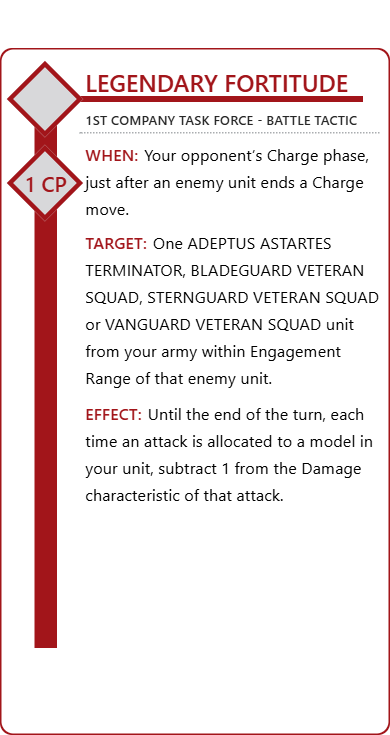 LEGENDARY FORTITUDE
1ST COMPANY TASK FORCE - BATTLE TACTIC
1 CP
WHEN: Your opponent's Charge phase,
just after an enemy unit ends a Charge
move.
TARGET: One ADEPTUS ASTARTES
TERMINATOR, BLADEGUARD VETERAN
SQUAD, STERNGUARD VETERAN SQUAD
or VANGUARD VETERAN SQUAD unit
from your army within Engagement
Range of that enemy unit.
EFFECT: Until the end of the turn, each
time an attack is allocated to a model in
your unit, subtract 1 from the Damage
characteristic of that attack.